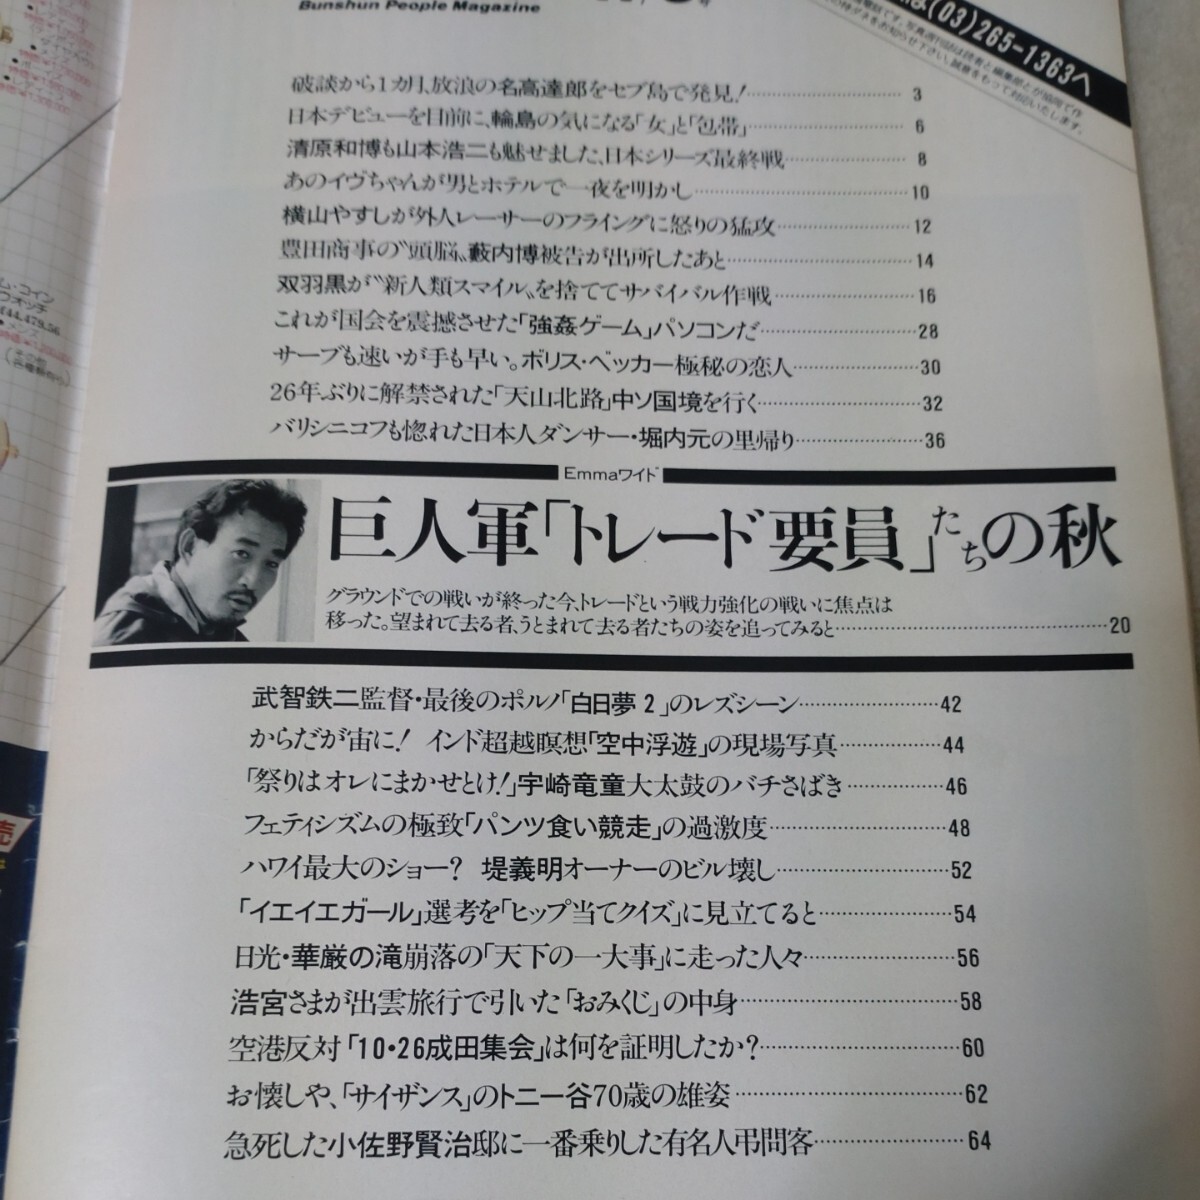 Bunshun People Magazine
(03)265-1363へ
破談から1カ月、放浪の名高達郎をセブ島で発見!………3
日本デビューを目前に、輪島の気になる「女」と「包帯」………6
清原和博も山本浩二も魅せました、日本シリーズ最終戦………8
あのイヴちゃんが男とホテルで一夜を明かし………10
横山やすしが外人レーサーのフライングに怒りの猛攻………12
豊田商事の〝頭脳〟藪内博被告が出所したあと………14
双羽黒が〝新人類スマイル〟を捨ててサバイバル作戦………16
これが国会を震撼させた「強姦ゲーム」パソコンだ………28
サーブも速いが手も早い。ボリス・ベッカー極秘の恋人………30
26年ぶりに解禁された「天山北路」中ソ国境を行く………32
バリシニコフも惚れた日本人ダンサー・堀内元の里帰り………36
Emmaワイド
巨人軍「トレード要員」たちの秋
グラウンドでの戦いが終った今、トレードという戦力強化の戦いに焦点は
移った。望まれて去る者、うとまれて去る者たちの姿を追ってみると………20
武智鉄二監督・最後のポルノ「白日夢2」のレズシーン………42
からだが宙に! インド超越瞑想「空中浮遊」の現場写真………44
「祭りはオレにまかせとけ!」宇崎竜童大太鼓のバチさばき………46
フェティシズムの極致「パンツ食い競走」の過激度………48
ハワイ最大のショー? 堤義明オーナーのビル壊し………52
「イエイエガール」選考を「ヒップ当てクイズ」に見立てると………54
日光・華厳の滝崩落の「天下の一大事」に走った人々………56
浩宮さまが出雲旅行で引いた「おみくじ」の中身………58
空港反対「10・26成田集会」は何を証明したか?………60
お懐しや、「サイザンス」のトニー谷70歳の雄姿………62
急死した小佐野賢治邸に一番乗りした有名人弔問客………64